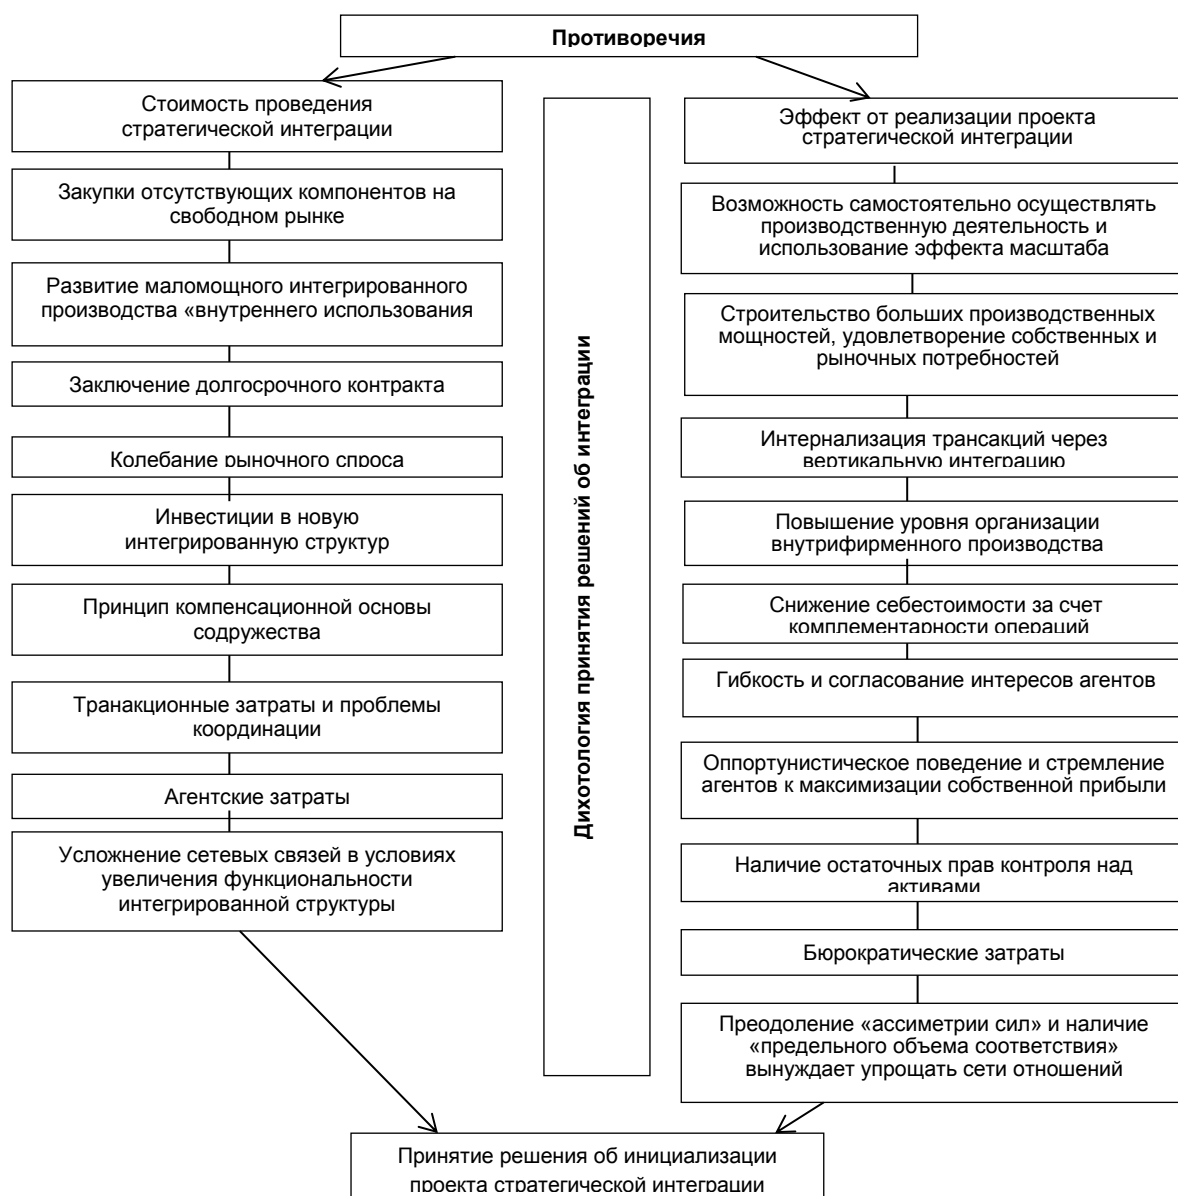 Противоречия
Стоимость проведения
стратегической интеграции
Закупки отсутствующих компонентов на
свободном рынке
Развитие маломощного интегрированного
производства «внутреннего использования
Заключение долгосрочного контракта
Колебание рыночного спроса
Инвестиции в новую
интегрированную структур
Принцип компенсационной основы
содружества
Транакционные затраты и проблемы
координации
Агентские затраты
Усложнение сетевых связей в условиях
увеличения функциональности
интегрированной структуры
Дихотология принятия решений об интеграции
Эффект от реализации проекта
стратегической интеграции
Возможность самостоятельно осуществлять
производственную деятельность и
использование эффекта масштаба
Строительство больших производственных
мощностей, удовлетворение собственных и
рыночных потребностей
Интернализация трансакций через
вертикальную интеграцию
Повышение уровня организации
внутрифирменного производства
Снижение себестоимости за счет
комплементарности операций
Гибкость и согласование интересов агентов
Оппортунистическое поведение и стремление
агентов к максимизации собственной прибыли
Наличие остаточных прав контроля над
активами
Бюрократические затраты
Преодоление «ассиметрии сил» и наличие
«предельного объема соответствия»
вынуждает упрощать сети отношений
Принятие решения об инициализации
проекта стратегической интеграции